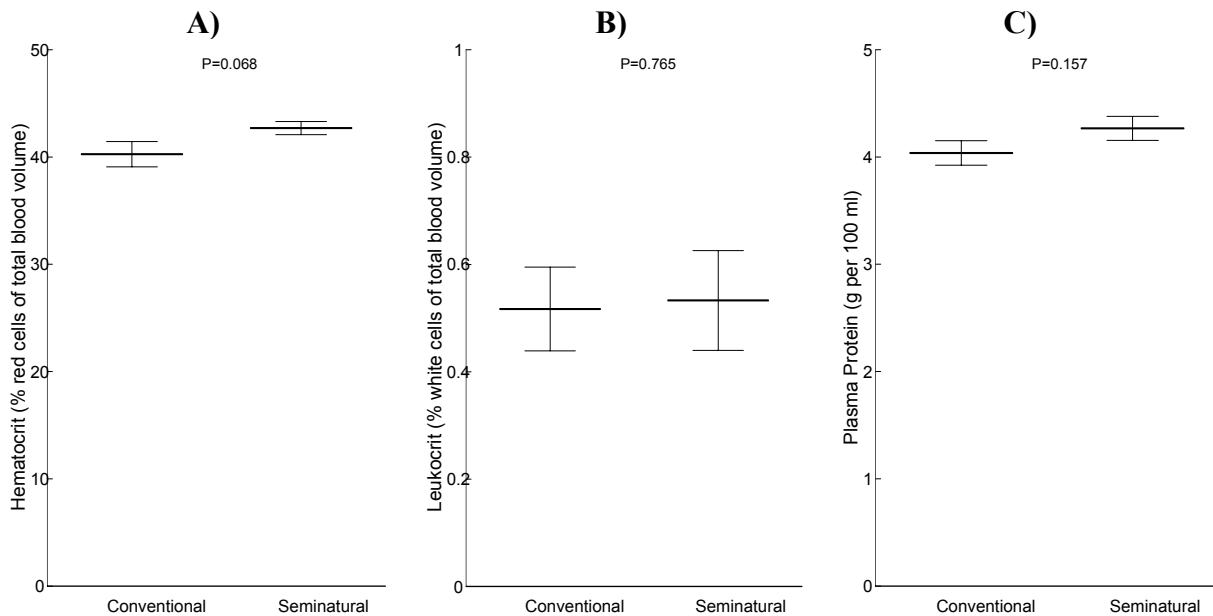 A)
Hematocrit (% red cells of total blood volume)
50
40
30
20
10
0
P=0.068
Conventional Seminatural
B)
Leukocrit (% white cells of total blood volume)
1
0.8
0.6
0.4
0.2
0
P=0.765
Conventional Seminatural
C)
Plasma Protein (g per 100 ml)
5
4
3
2
1
0
P=0.157
Conventional Seminatural